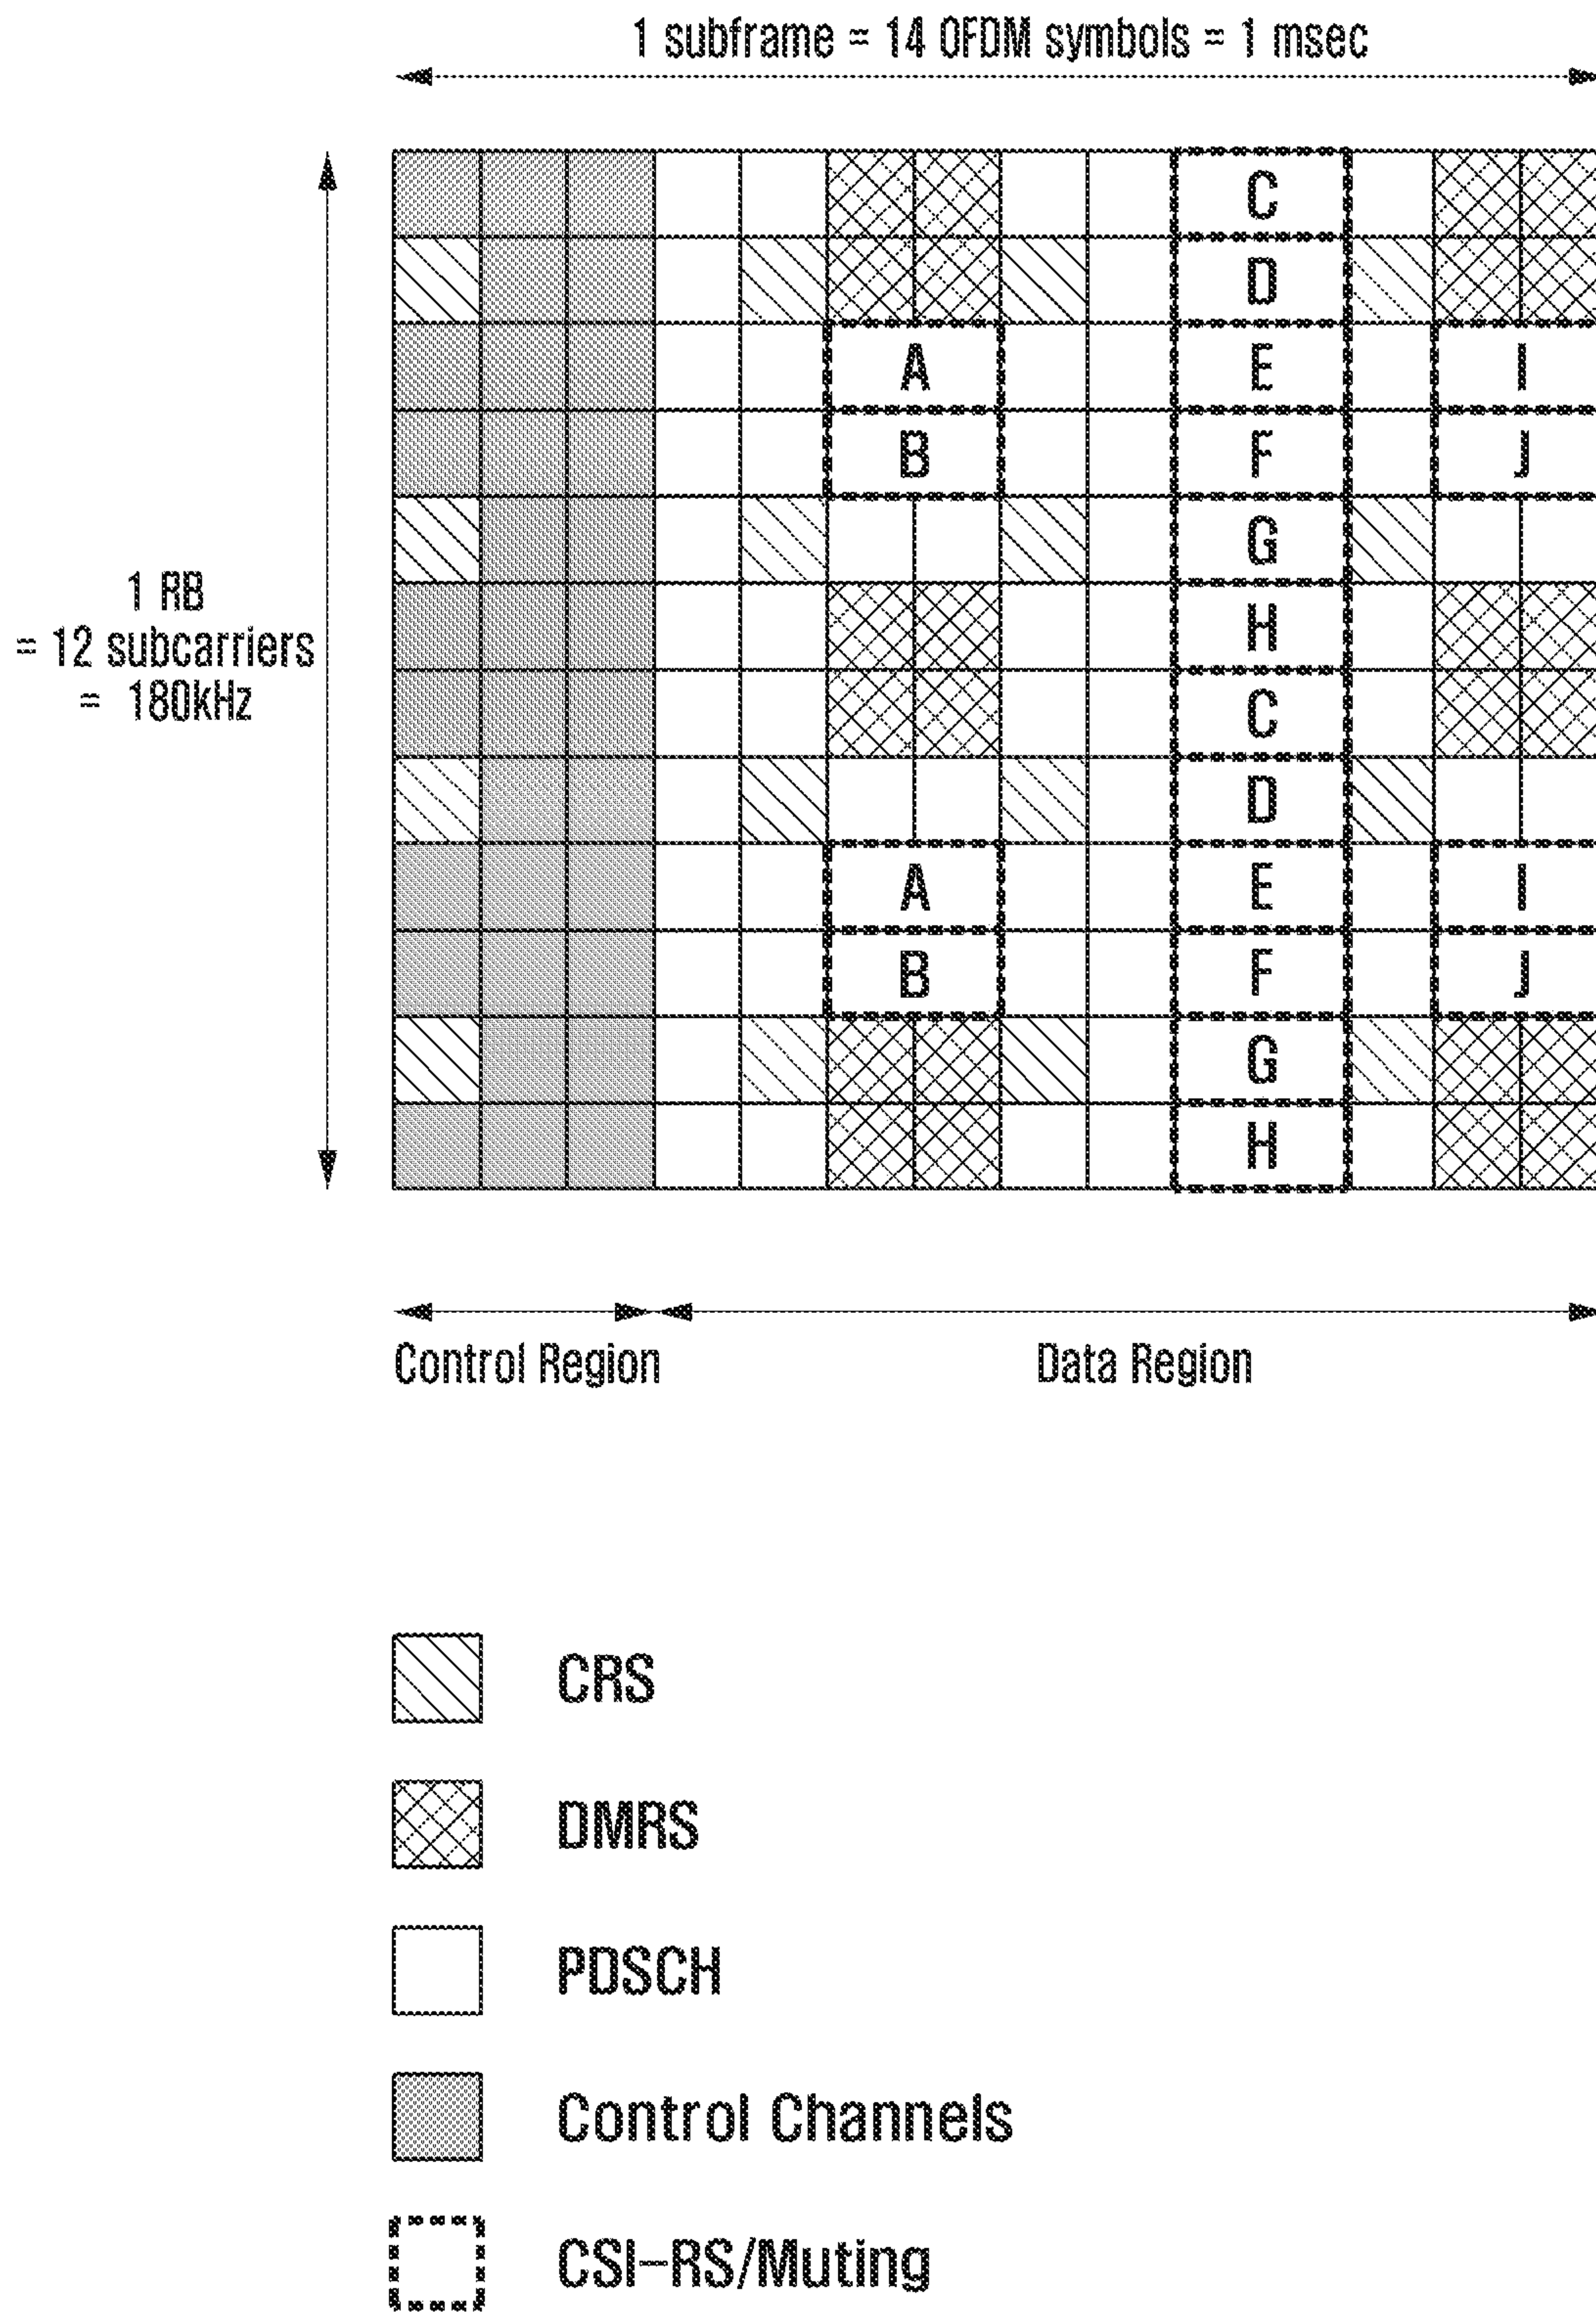 1 subframe = 14 OFDM symbols = 1 msec
C
D
A E I
B F J
G
1 RB
= 12 subcarriers
= 180kHz
H
C
D
A E I
B F J
G
H
Control Region Data Region
CRS
DMRS
PDSCH
Control Channels
CSI-RS/Muting